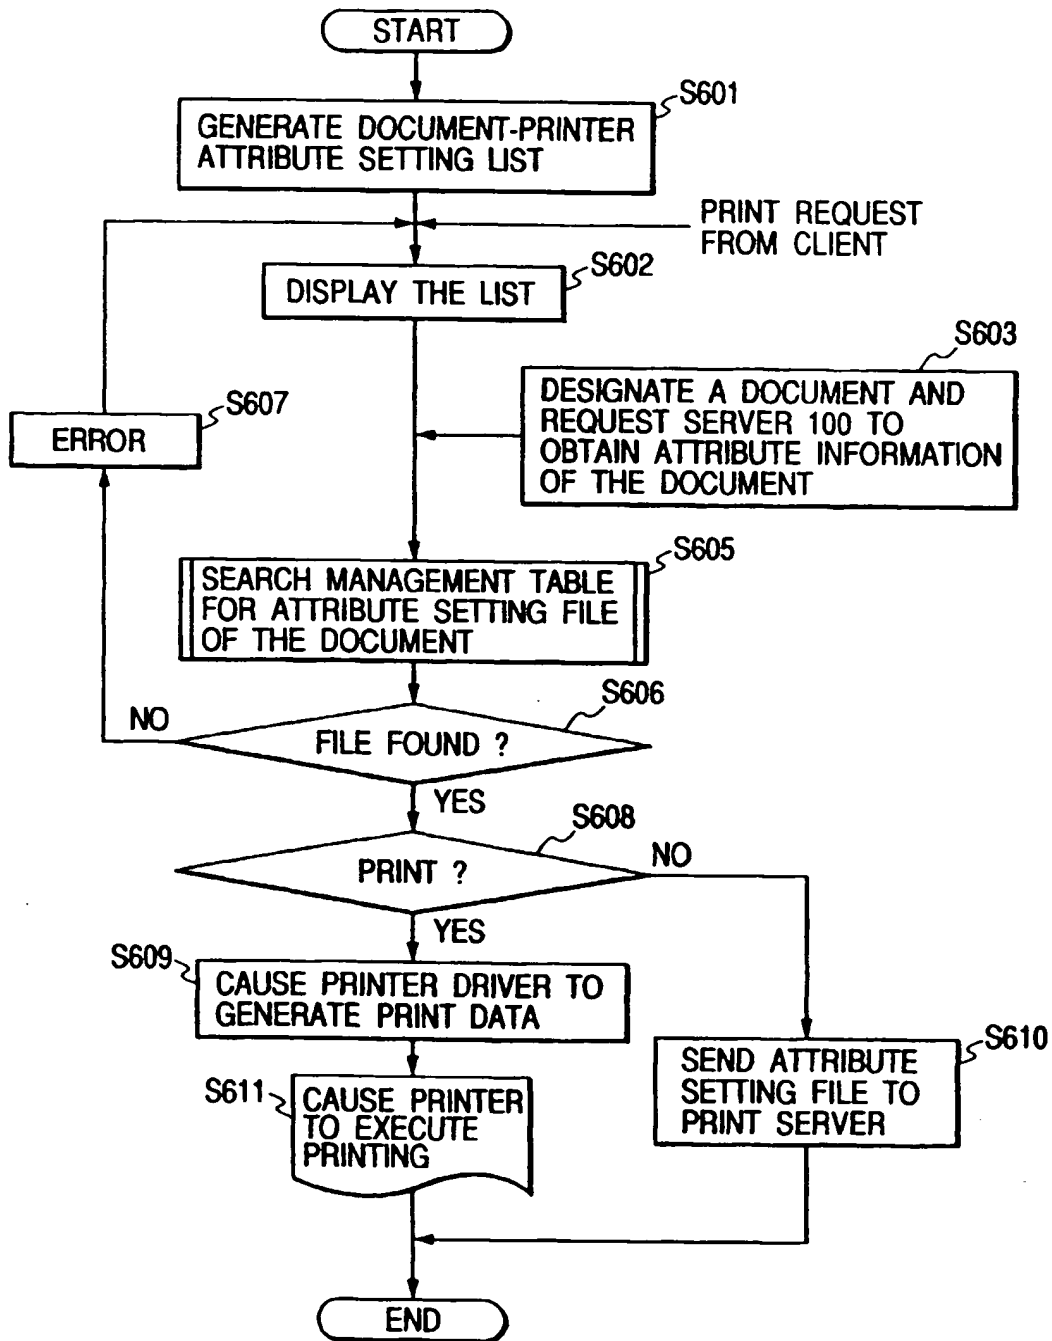 START
S601
GENERATE DOCUMENT-PRINTER
ATTRIBUTE SETTING LIST
PRINT REQUEST
FROM CLIENT
S602
DISPLAY THE LIST
S603
DESIGNATE A DOCUMENT AND
REQUEST SERVER 100 TO
OBTAIN ATTRIBUTE INFORMATION
OF THE DOCUMENT
S607
ERROR
S605
SEARCH MANAGEMENT TABLE
FOR ATTRIBUTE SETTING FILE
OF THE DOCUMENT
S606
NO
FILE FOUND ?
YES
S608
PRINT ?
NO
YES
S609
CAUSE PRINTER DRIVER TO
GENERATE PRINT DATA
S610
SEND ATTRIBUTE
SETTING FILE TO
PRINT SERVER
S611
CAUSE PRINTER
TO EXECUTE
PRINTING
END